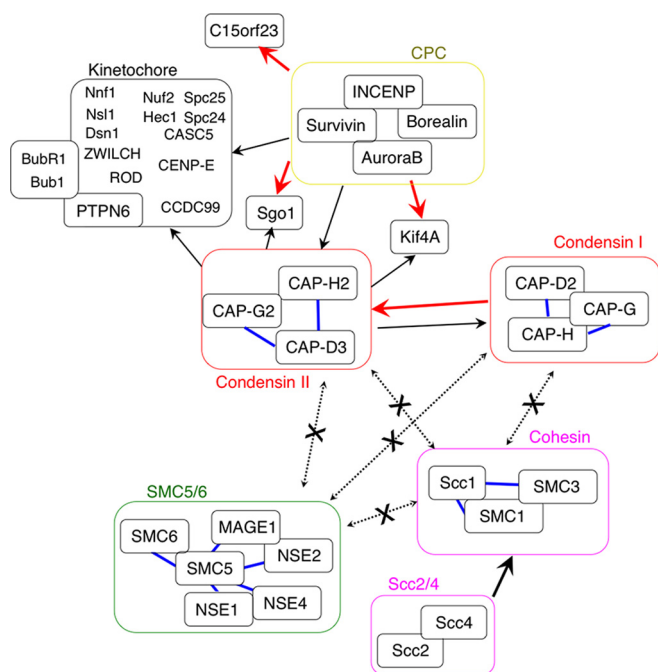 C15orf23
CPC
Kinetochore
INCENP
Survivin
Borealin
AuroraB
Nnf1
Nuf2 Spc25
Nsl1
Hec1 Spc24
Dsn1
CASC5
ZWILCH
CENP-E
ROD
BubR1
Bub1
PTPN6
CCDC99
Sgo1
Kif4A
Condensin I
CAP-H2
CAP-G2
CAP-D3
Condensin II
CAP-D2
CAP-G
CAP-H
X
X
X
X
X
Cohesin
Scc1
SMC3
SMC1
SMC5/6
MAGE1
SMC6
NSE2
SMC5
NSE4
NSE1
Scc2/4
Scc4
Scc2